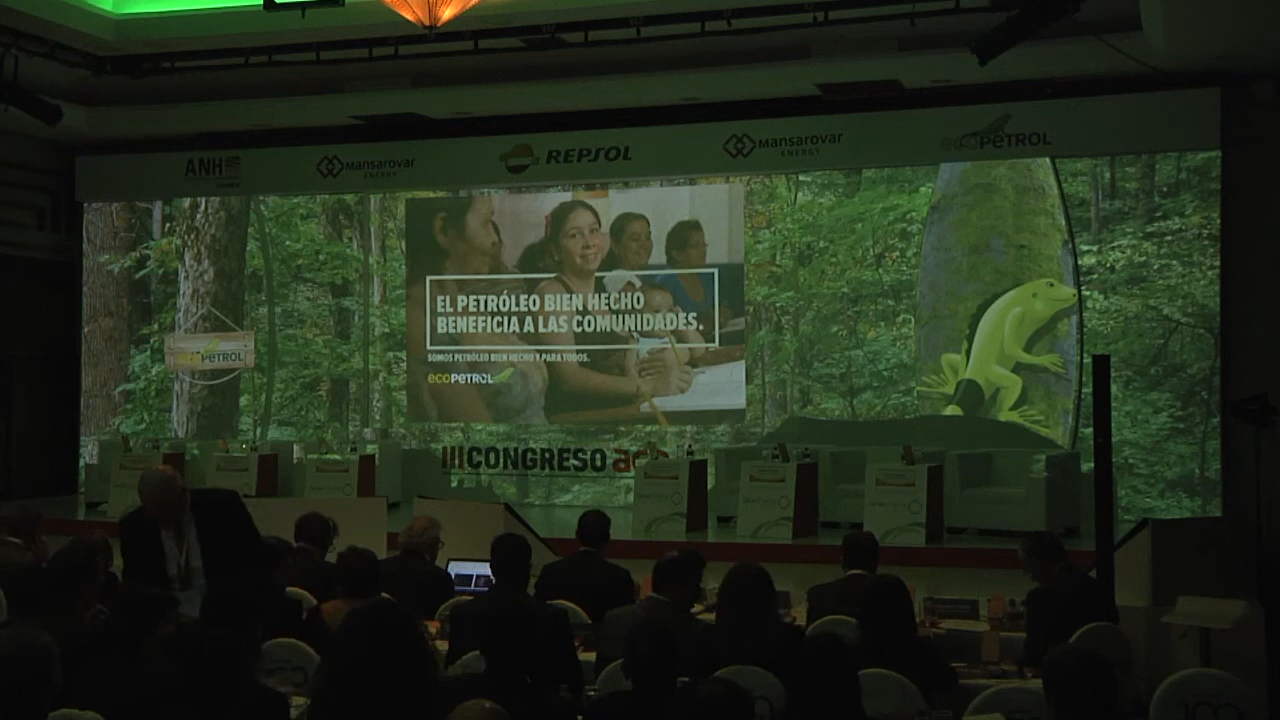 ANH
MANSAROVAR
ENERGY
REPSOL
MANSAROVAR
ENERGY
ecoPETROL
EL PETRÓLEO BIEN HECHO
BENEFICIA A LAS COMUNIDADES.
SOMOS PETRÓLEO BIEN HECHO Y PARA TODOS.
ecoPETROL
ecoPETROL
III CONGRESO